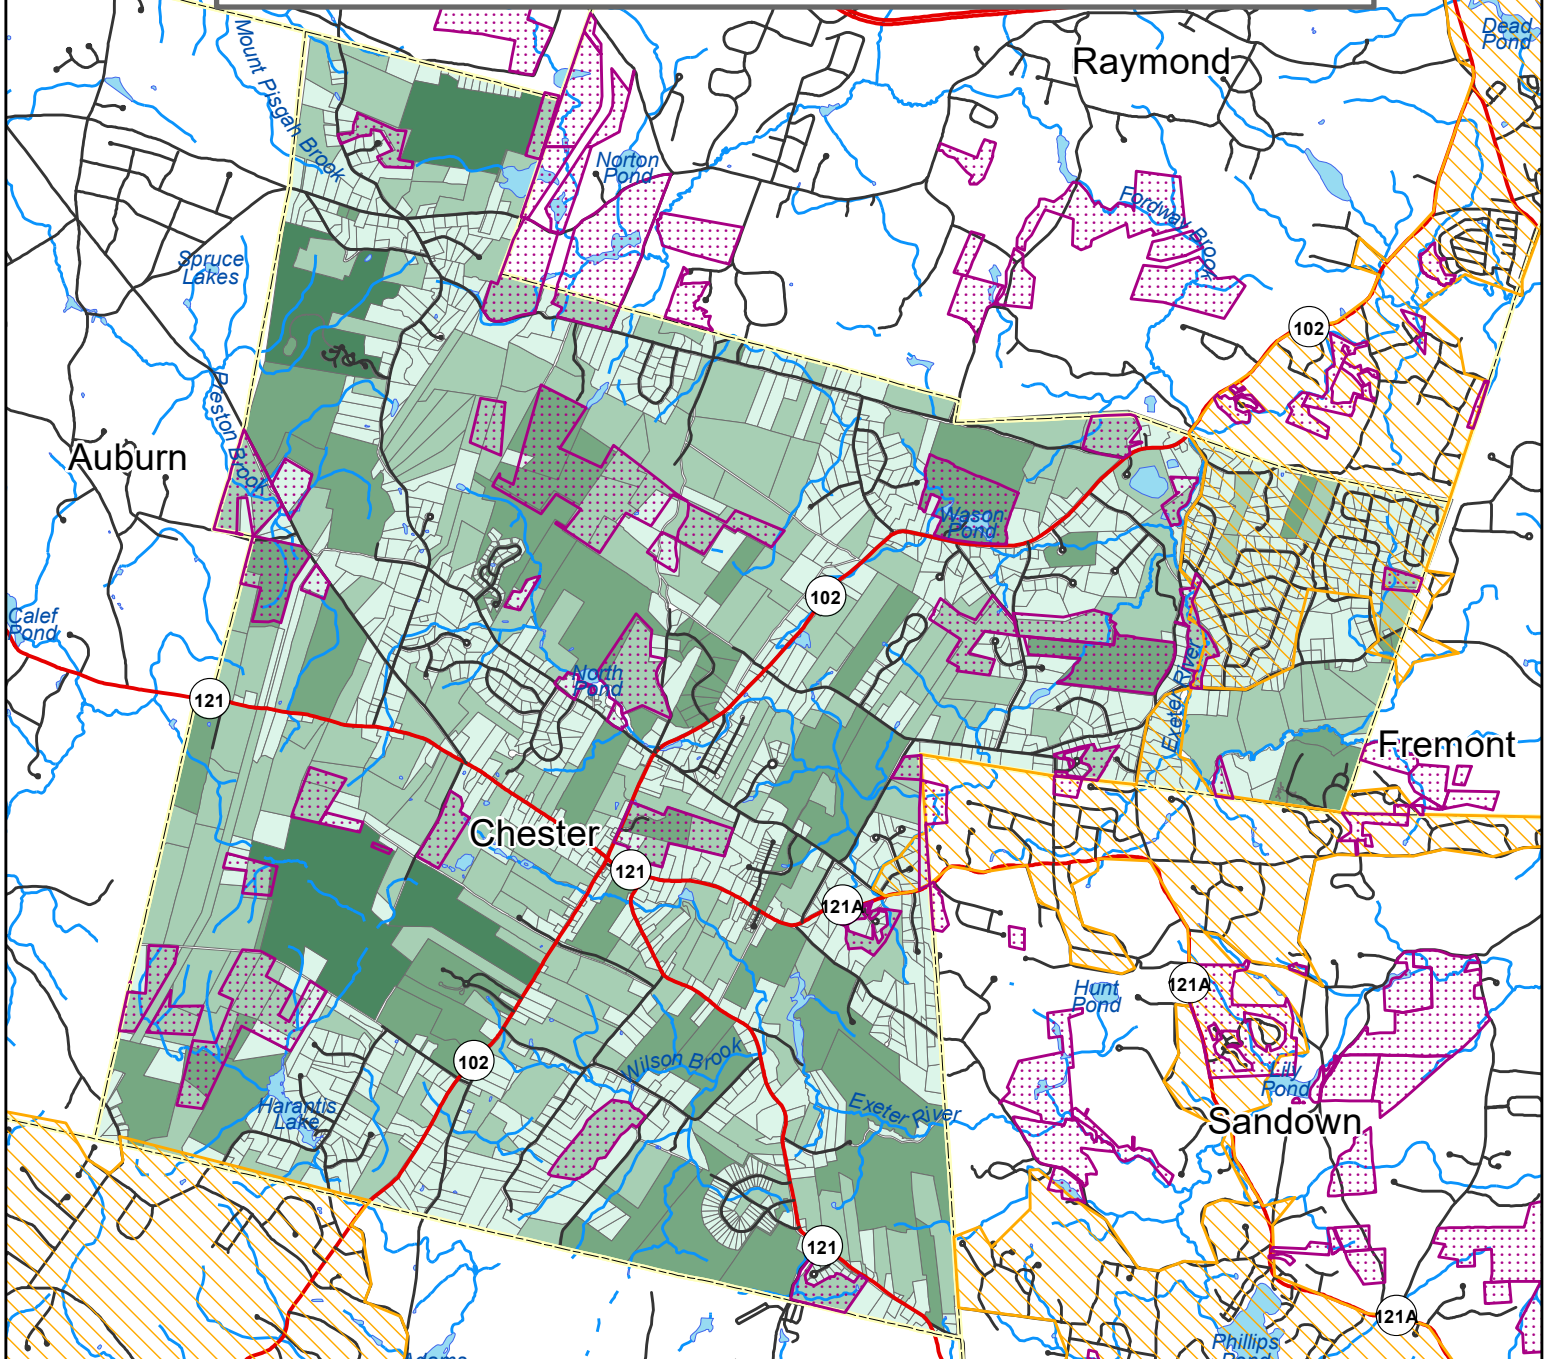 Dead
Pond
Raymond
Mount Pisgah Brook
Norton
Pond
Fordway Brook
Spruce
Lakes
102
Preston Brook
Auburn
Wason
Pond
102
Calef
Pond
North
Pond
Exeter River
121
Fremont
Chester
121
121A
121A
Hunt
Pond
102
Wilson Brook
Lily
Pond
Harantis
Lake
Exeter River
Sandown
121
121A
Phillips